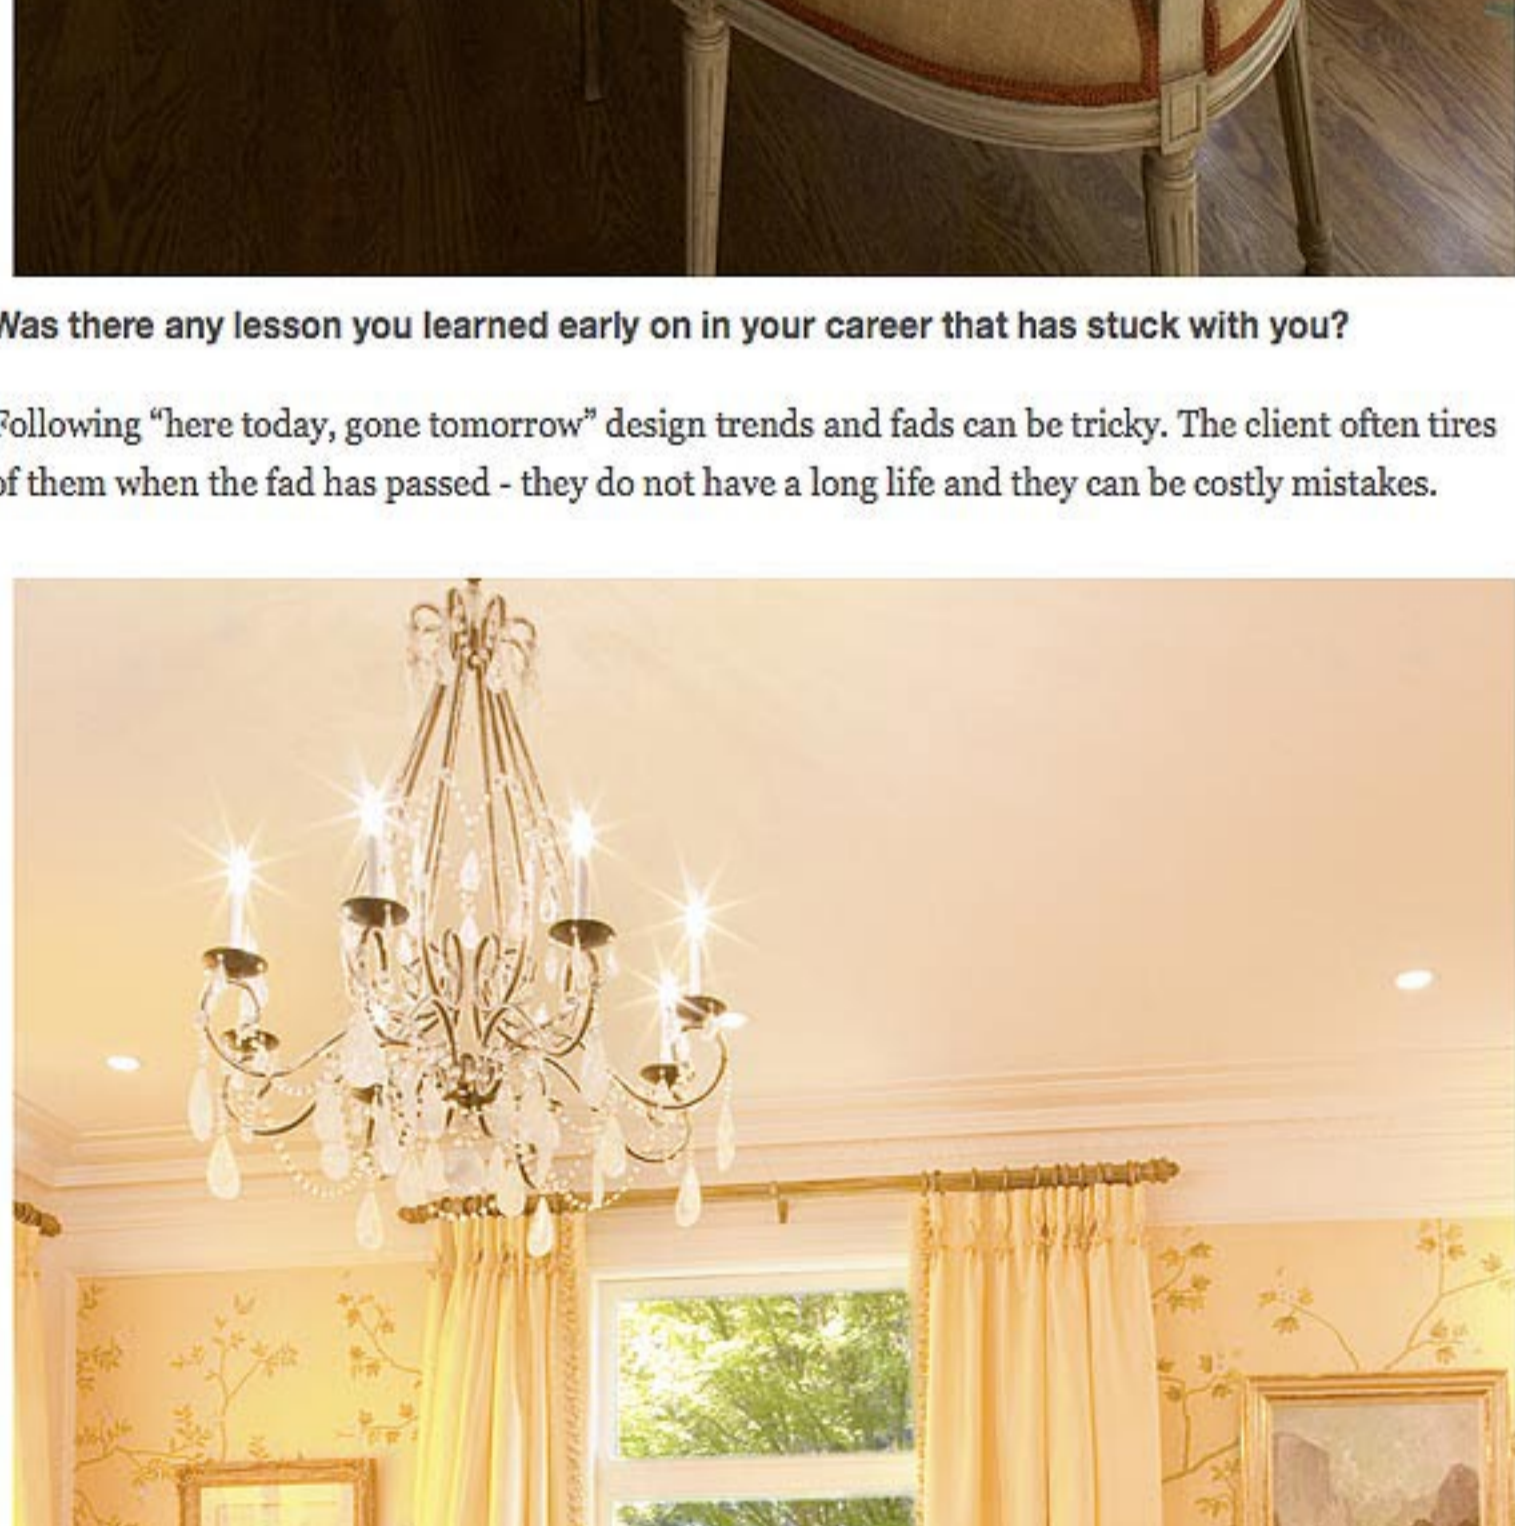 Was there any lesson you learned early on in your career that has stuck with you?
Following “here today, gone tomorrow” design trends and fads can be tricky. The client often tires
of them when the fad has passed - they do not have a long life and they can be costly mistakes.